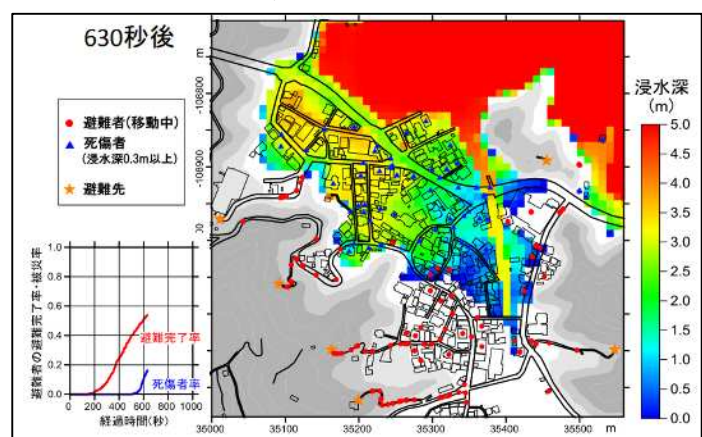 630秒後
避難者(移動中)
死傷者
(浸水深0.3m以上)
避難先
避難者の避難完了率・被災率
1.0
0.8
0.6
0.4
0.2
0.0
避難完了率
死傷者率
0 200 400 600 800 1000
経過時間(秒)
m
-108800
-108900
00
35000 35100 35200 35300 35400 35500 m
浸水深
(m)
5.0
4.5
4.0
3.5
3.0
2.5
2.0
1.5
1.0
0.5
0.0